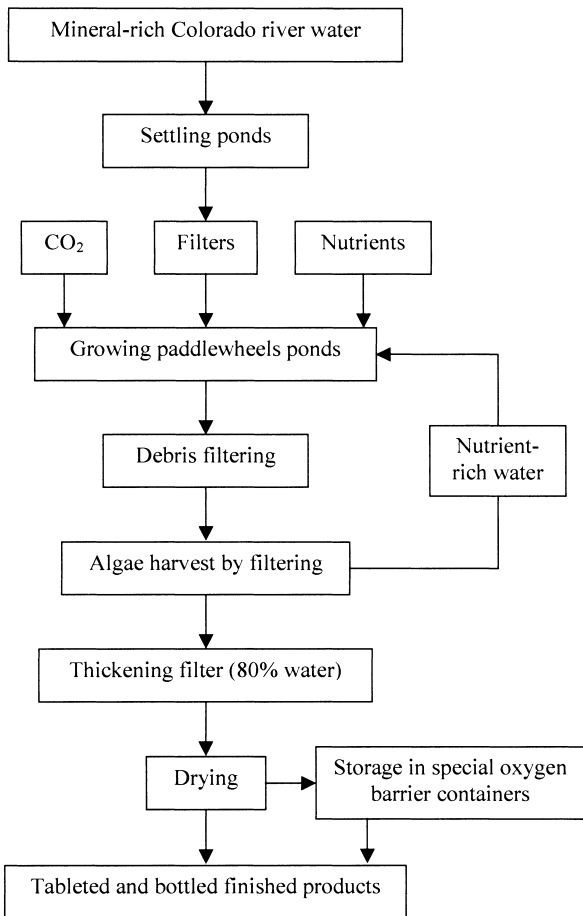 Mineral-rich Colorado river water
Settling ponds
CO₂
Filters
Nutrients
Growing paddlewheels ponds
Debris filtering
Nutrient-
rich water
Algae harvest by filtering
Thickening filter (80% water)
Drying
Storage in special oxygen
barrier containers
Tableted and bottled finished products